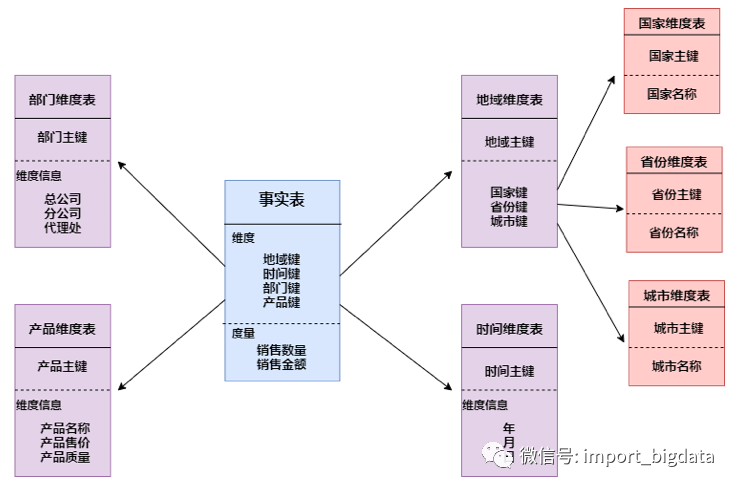 部门维度表
部门主键
维度信息
总公司
分公司
代理处
产品维度表
产品主键
维度信息
产品名称
产品售价
产品质量
事实表
维度
地域键
时间键
部门键
产品键
度量
销售数量
销售金额
地域维度表
地域主键
国家键
省份键
城市键
时间维度表
时间主键
维度信息
年
月
国家维度表
国家主键
国家名称
省份维度表
省份主键
省份名称
城市维度表
城市主键
城市名称
微信号: import_bigdata